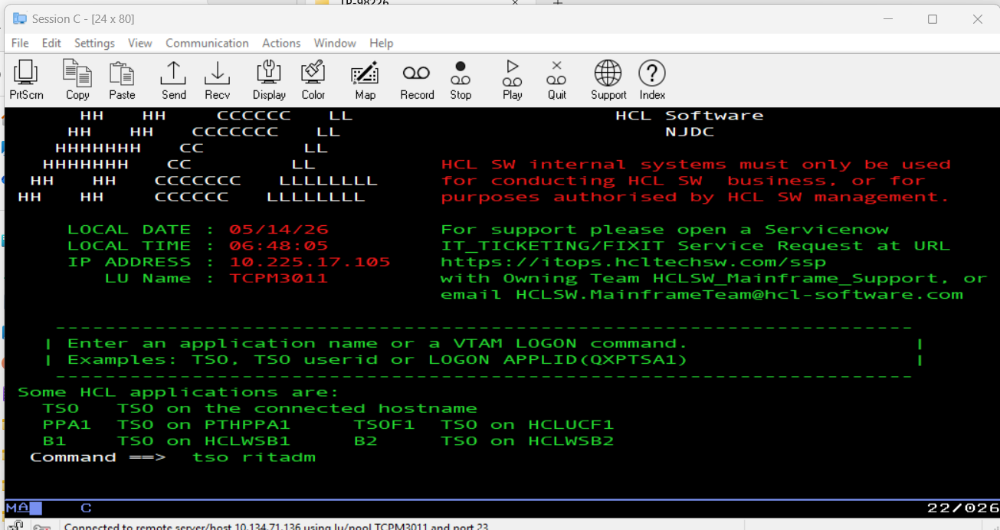 TP-98226
Session C - [24 x 80]
File Edit Settings View Communication Actions Window Help
PrtScrn Copy Paste Send Recv Display Color Map Record Stop Play Quit Support Index
HH HH CCCCCC LL HCL Software
HH HH CCCCCCC LL NJDC
HHHHHHH CC LL
HHHHHHH CC LL HCL SW internal systems must only be used
HH HH CCCCCCC LLLLLLLL for conducting HCL SW business, or for
HH HH CCCCCC LLLLLLLL purposes authorised by HCL SW management.
LOCAL DATE : 05/14/26 For support please open a Servicenow
LOCAL TIME : 06:48:05 IT_TICKETING/FIXIT Service Request at URL
IP ADDRESS : 10.225.17.105 https://itops.hcltechsw.com/ssp
LU Name : TCPM3011 with Owning Team HCLSW_Mainframe_Support, or
email HCLSW.MainframeTeam@hcl-software.com
----------------------------------------------------------------------
| Enter an application name or a VTAM LOGON command. |
| Examples: TSO, TSO userid or LOGON APPLID(QXPTSA1) |
----------------------------------------------------------------------
Some HCL applications are:
TSO TSO on the connected hostname
PPA1 TSO on PTHPPA1 TSOF1 TSO on HCLUCF1
B1 TSO on HCLWSB1 B2 TSO on HCLWSB2
Command ==> tso ritadm
MA C 22/026
Connected to remote server/host 10.134.71.136 using lu/pool TCPM3011 and port 23